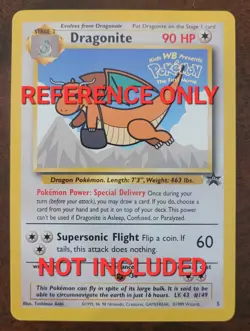 Evolves from Dragonair
Put Dragonite on the Stage 1 card
STAGE 2
Dragonite
90 HP
Kids WB Presents
POKÉMON
The First Movie
REFERENCE ONLY
Dragon Pokémon. Length: 7'3", Weight: 463 lbs.
Pokémon Power: Special Delivery Once during your
turn (before your attack), you may draw a card. If you do, choose a
card from your hand and put it on top of your deck. This power can't
be used if Dragonite is Asleep, Confused, or Paralyzed.
Supersonic Flight Flip a coin. If
tails, this attack does nothing.
60
NOT INCLUDED
This Pokémon can fly in spite of its large build. It is said to be able
to circumnavigate the earth in just 16 hours. LV. 43 #149
5